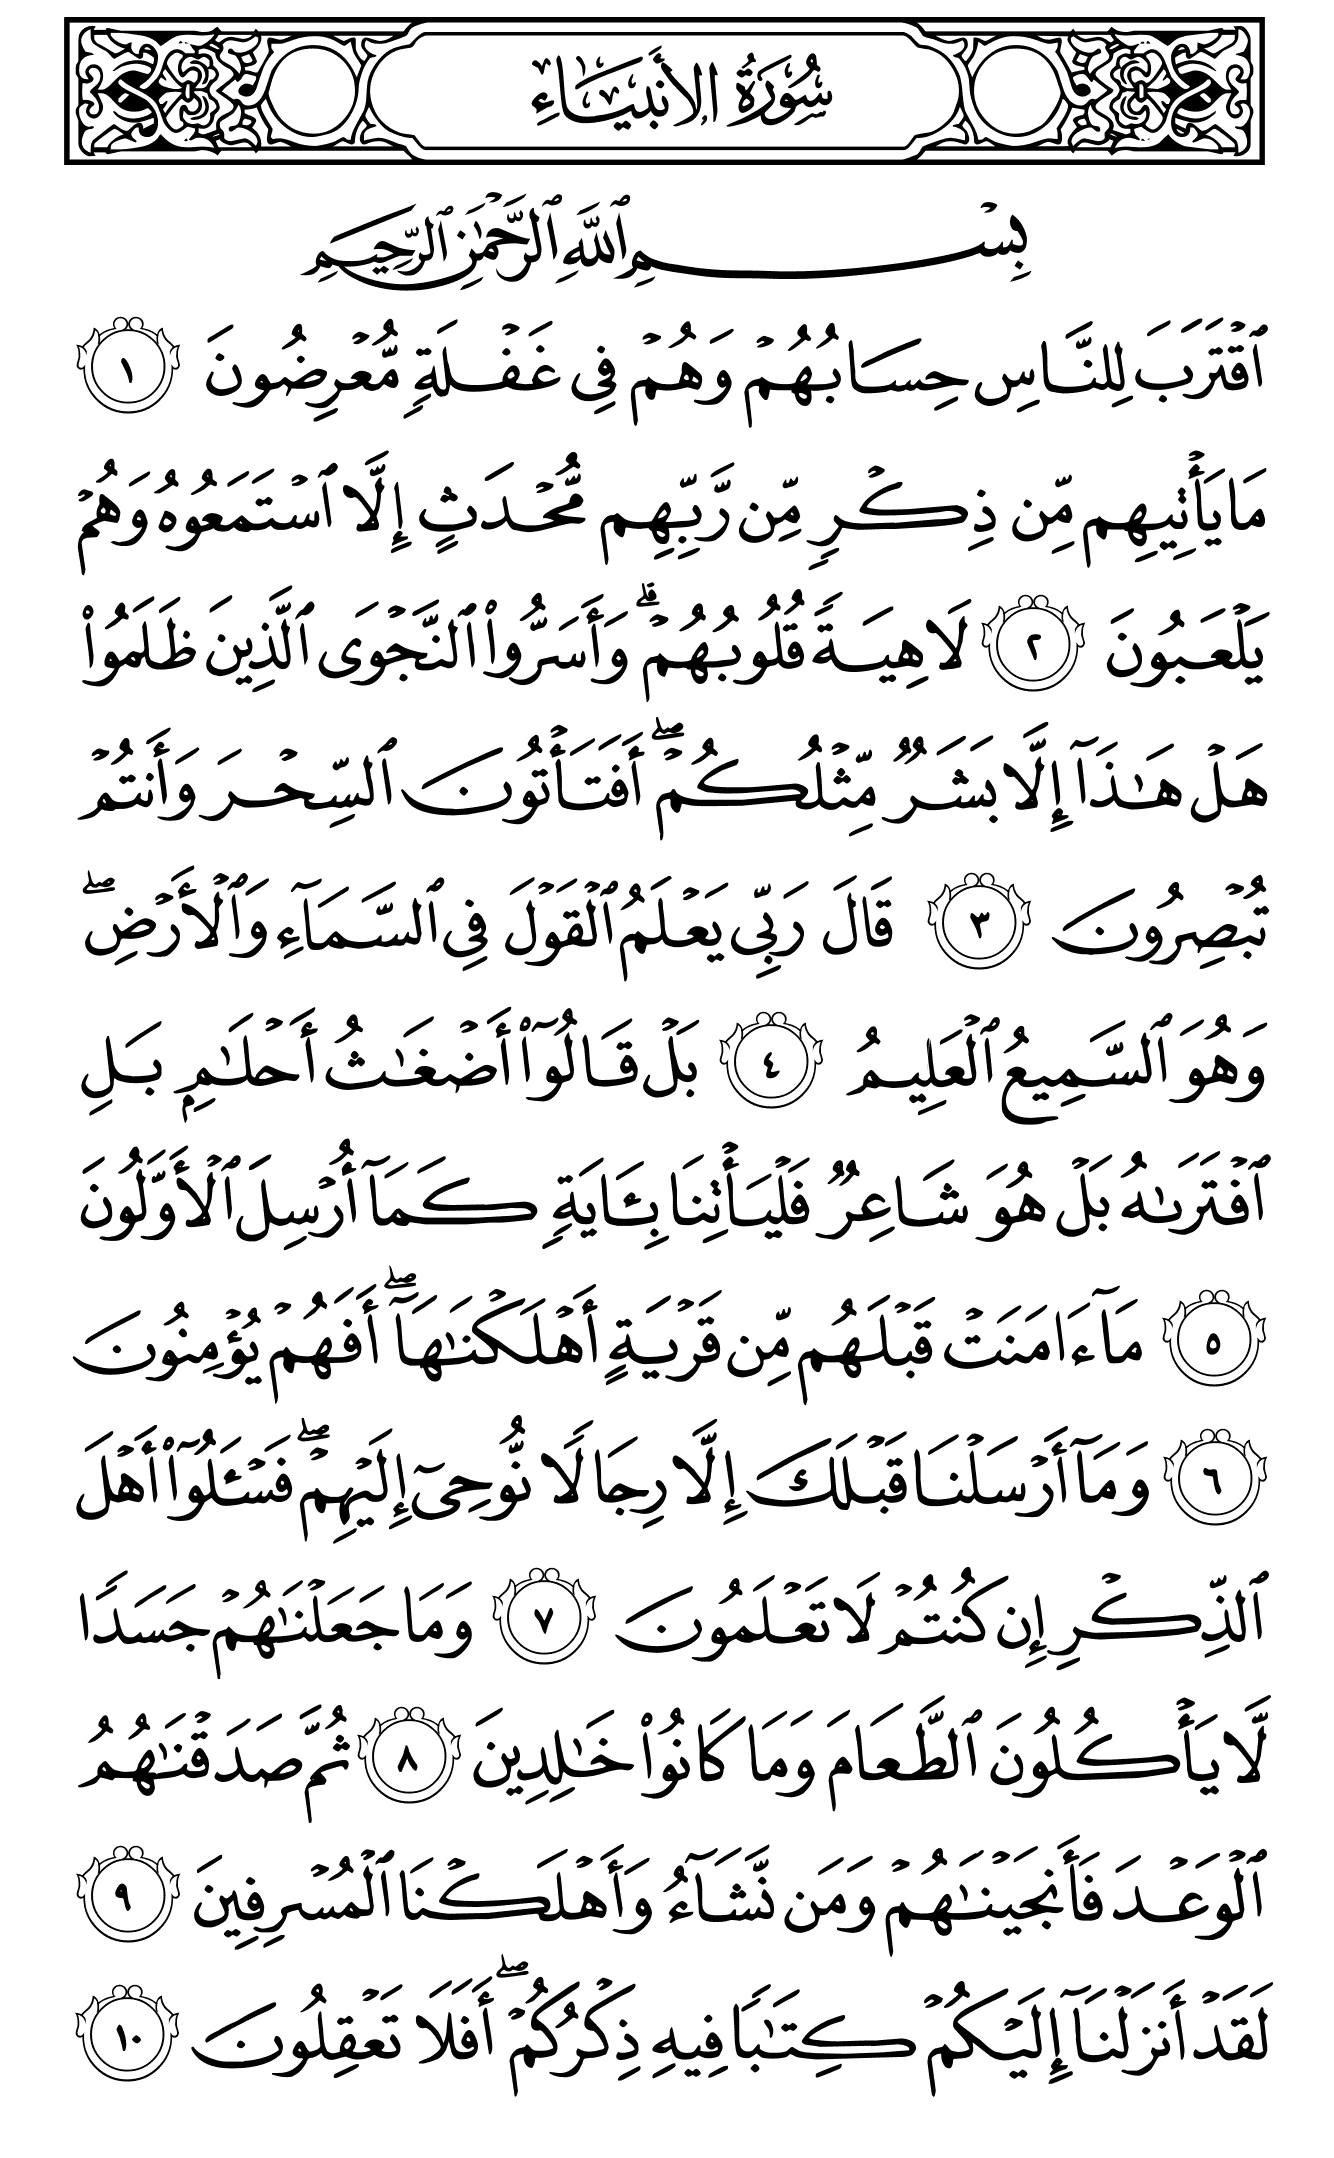 سُورَةُ الأَنبِيَاءِ
بِسْمِ ٱللَّهِ ٱلرَّحْمَٰنِ ٱلرَّحِيمِ
ٱقْتَرَبَ لِلنَّاسِ حِسَابُهُمْ وَهُمْ فِى غَفْلَةٍ مُّعْرِضُونَ ١
مَا يَأْتِيهِم مِّن ذِكْرٍ مِّن رَّبِّهِم مُّحْدَثٍ إِلَّا ٱسْتَمَعُوهُ وَهُمْ
يَلْعَبُونَ ٢ لَاهِيَةً قُلُوبُهُمْ ۗ وَأَسَرُّوا۟ ٱلنَّجْوَى ٱلَّذِينَ ظَلَمُوا۟
هَلْ هَٰذَآ إِلَّا بَشَرٌ مِّثْلُكُمْ ۖ أَفَتَأْتُونَ ٱلسِّحْرَ وَأَنتُمْ
تُبْصِرُونَ ٣ قَالَ رَبِّى يَعْلَمُ ٱلْقَوْلَ فِى ٱلسَّمَآءِ وَٱلْأَرْضِ ۖ
وَهُوَ ٱلسَّمِيعُ ٱلْعَلِيمُ ٤ بَلْ قَالُوٓا۟ أَضْغَٰثُ أَحْلَٰمٍۭ بَلِ
ٱفْتَرَىٰهُ بَلْ هُوَ شَاعِرٌ فَلْيَأْتِنَا بِـَٔايَةٍ كَمَآ أُرْسِلَ ٱلْأَوَّلُونَ
٥ مَآ ءَامَنَتْ قَبْلَهُم مِّن قَرْيَةٍ أَهْلَكْنَٰهَآ ۖ أَفَهُمْ يُؤْمِنُونَ
٦ وَمَآ أَرْسَلْنَا قَبْلَكَ إِلَّا رِجَالًا نُّوحِىٓ إِلَيْهِمْ ۖ فَسْـَٔلُوٓا۟ أَهْلَ
ٱلذِّكْرِ إِن كُنتُمْ لَا تَعْلَمُونَ ٧ وَمَا جَعَلْنَٰهُمْ جَسَدًا
لَّا يَأْكُلُونَ ٱلطَّعَامَ وَمَا كَانُوا۟ خَٰلِدِينَ ٨ ثُمَّ صَدَقْنَٰهُمُ
ٱلْوَعْدَ فَأَنجَيْنَٰهُمْ وَمَن نَّشَآءُ وَأَهْلَكْنَا ٱلْمُسْرِفِينَ ٩
لَقَدْ أَنزَلْنَآ إِلَيْكُمْ كِتَٰبًا فِيهِ ذِكْرُكُمْ ۖ أَفَلَا تَعْقِلُونَ ١٠